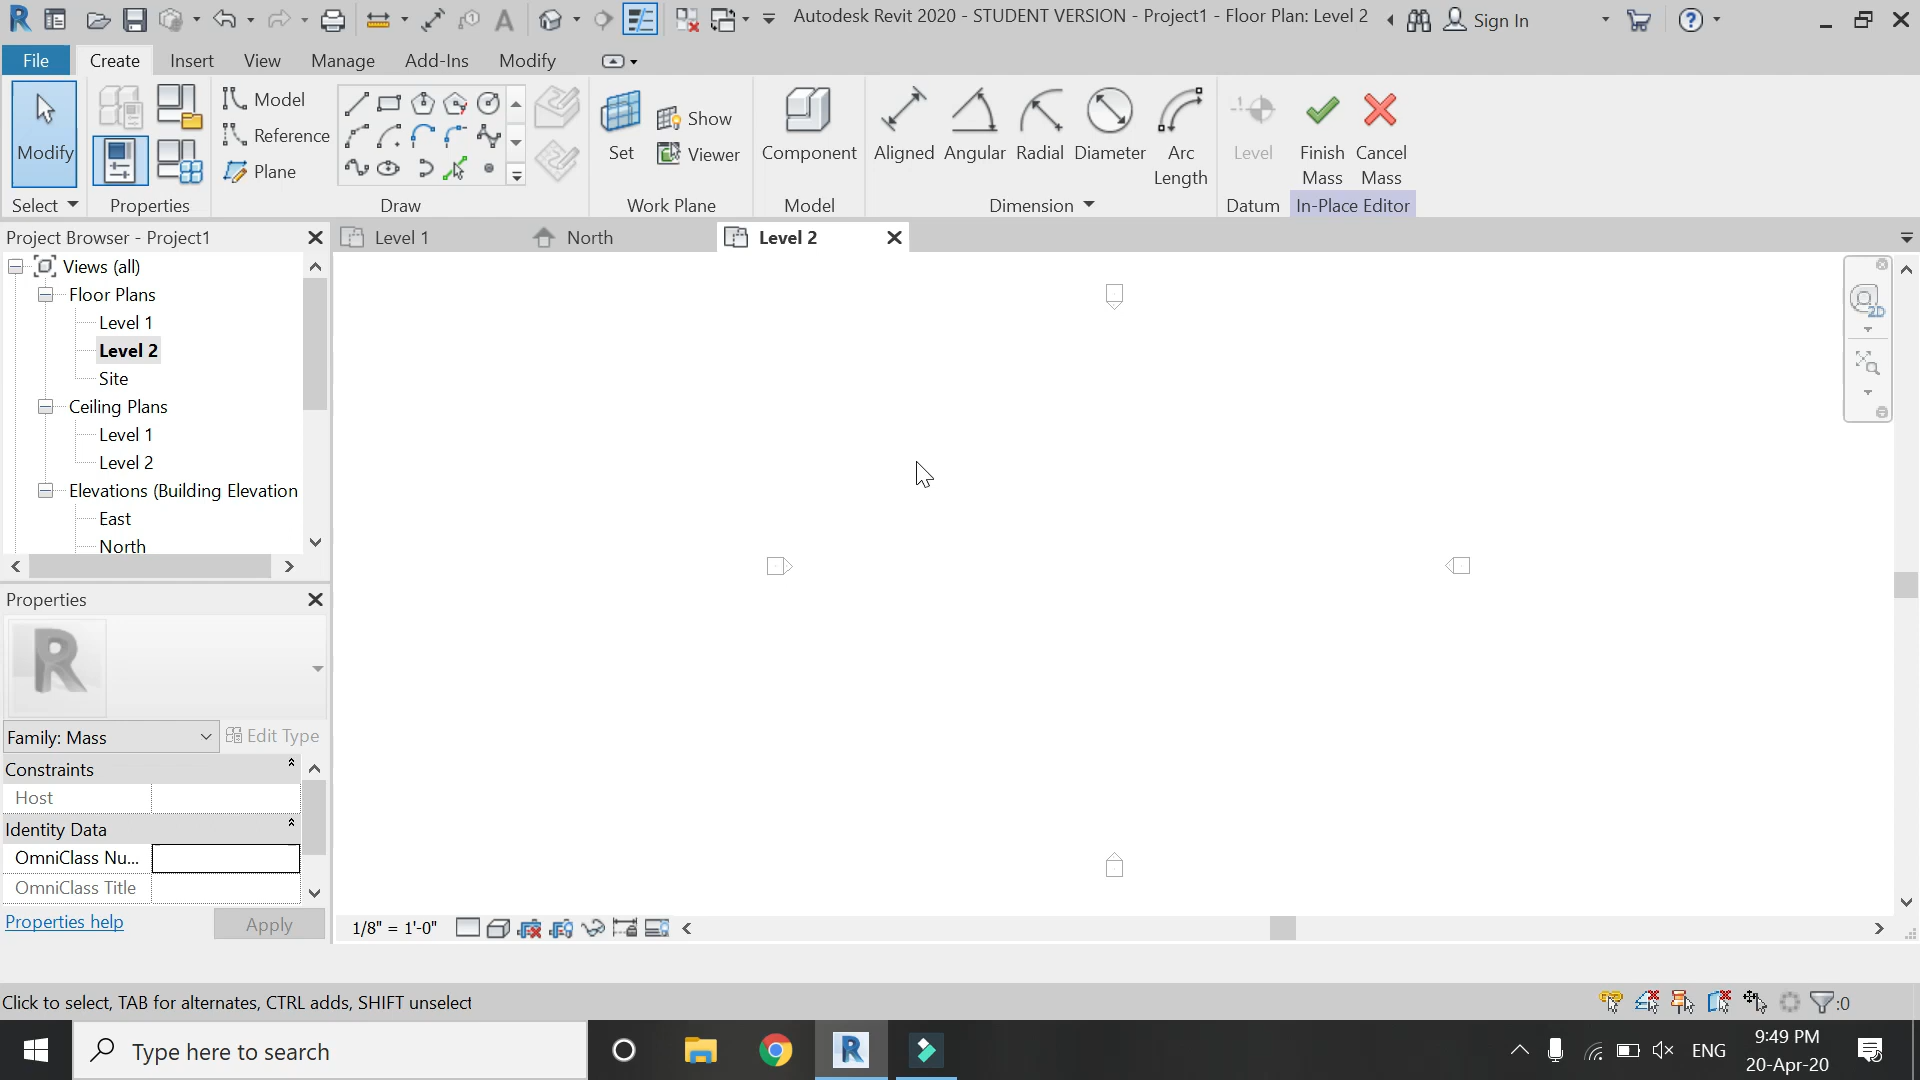 Autodesk Revit 2020 - STUDENT VERSION - Project1 - Floor Plan: Level 2
Sign In
File
Create
Insert
View
Manage
Add-Ins
Modify
Modify
Model
Reference
Plane
Set
Show
Viewer
Component
Aligned
Angular
Radial
Diameter
Arc
Length
Level
Finish
Mass
Cancel
Mass
Select
Properties
Draw
Work Plane
Model
Dimension
Datum
In-Place Editor
Project Browser - Project1
Level 1
North
Level 2
Views (all)
Floor Plans
Level 1
Level 2
Site
Ceiling Plans
Level 1
Level 2
Elevations (Building Elevation
East
North
2D
Properties
R
Family: Mass
Edit Type
Constraints
Host
Identity Data
OmniClass Nu...
OmniClass Title
Properties help
Apply
1/8" = 1'-0"
Click to select, TAB for alternates, CTRL adds, SHIFT unselect
:0
Type here to search
R
ENG
9:49 PM
20-Apr-20